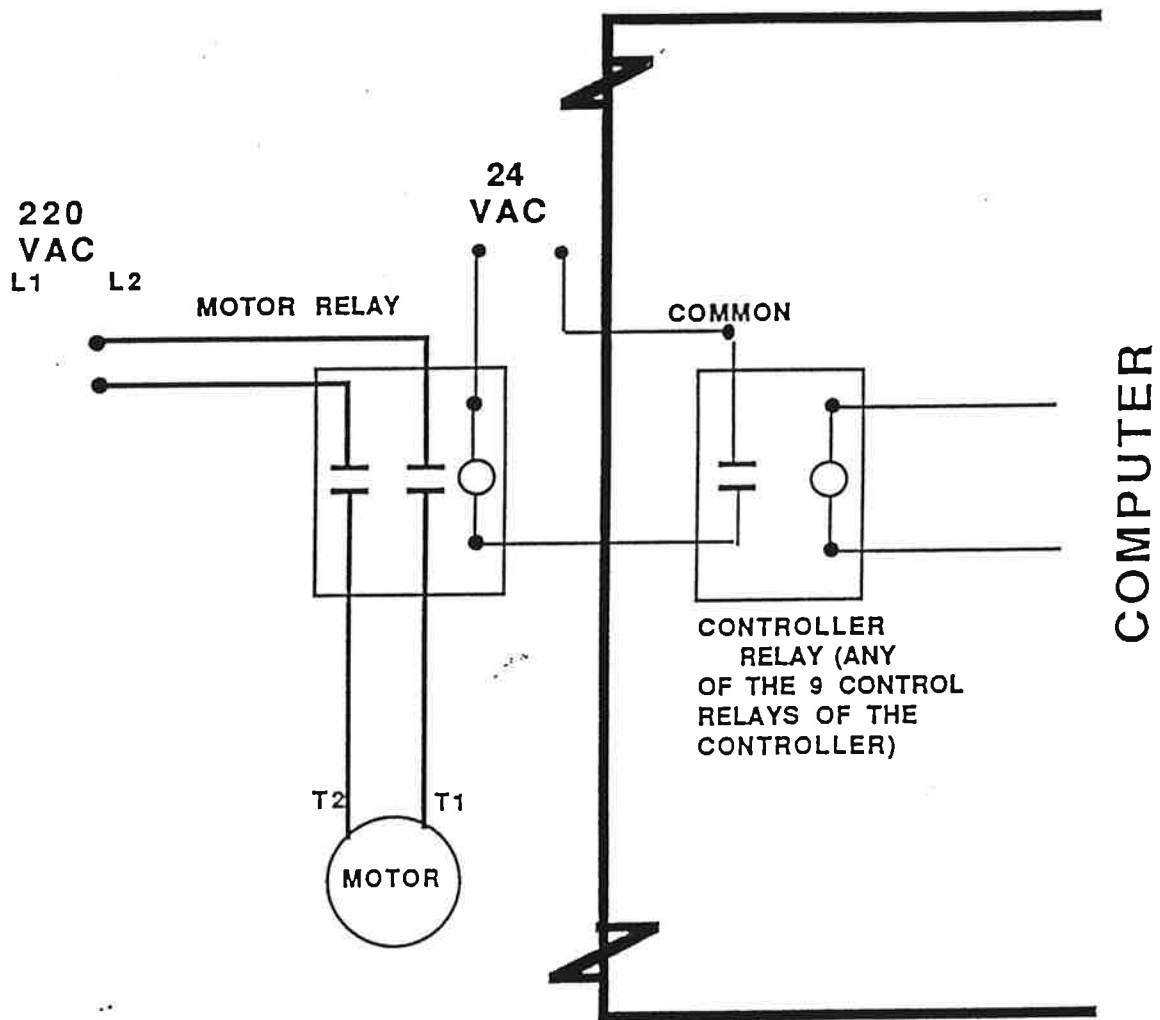 24
VAC
220
VAC
L1 L2
MOTOR RELAY
COMMON
COMPUTER
CONTROLLER
RELAY (ANY
OF THE 9 CONTROL
RELAYS OF THE
CONTROLLER)
T2 T1
MOTOR